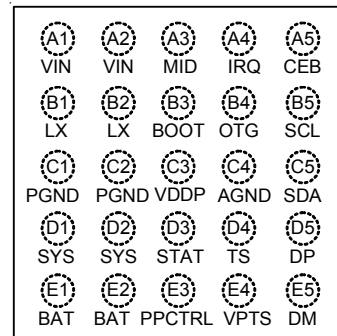 A1 A2 A3 A4 A5
VIN VIN MID IRQ CEB
B1 B2 B3 B4 B5
LX LX BOOT OTG SCL
C1 C2 C3 C4 C5
PGND PGND VDDP AGND SDA
D1 D2 D3 D4 D5
SYS SYS STAT TS DP
E1 E2 E3 E4 E5
BAT BAT PPCTRL VPTS DM